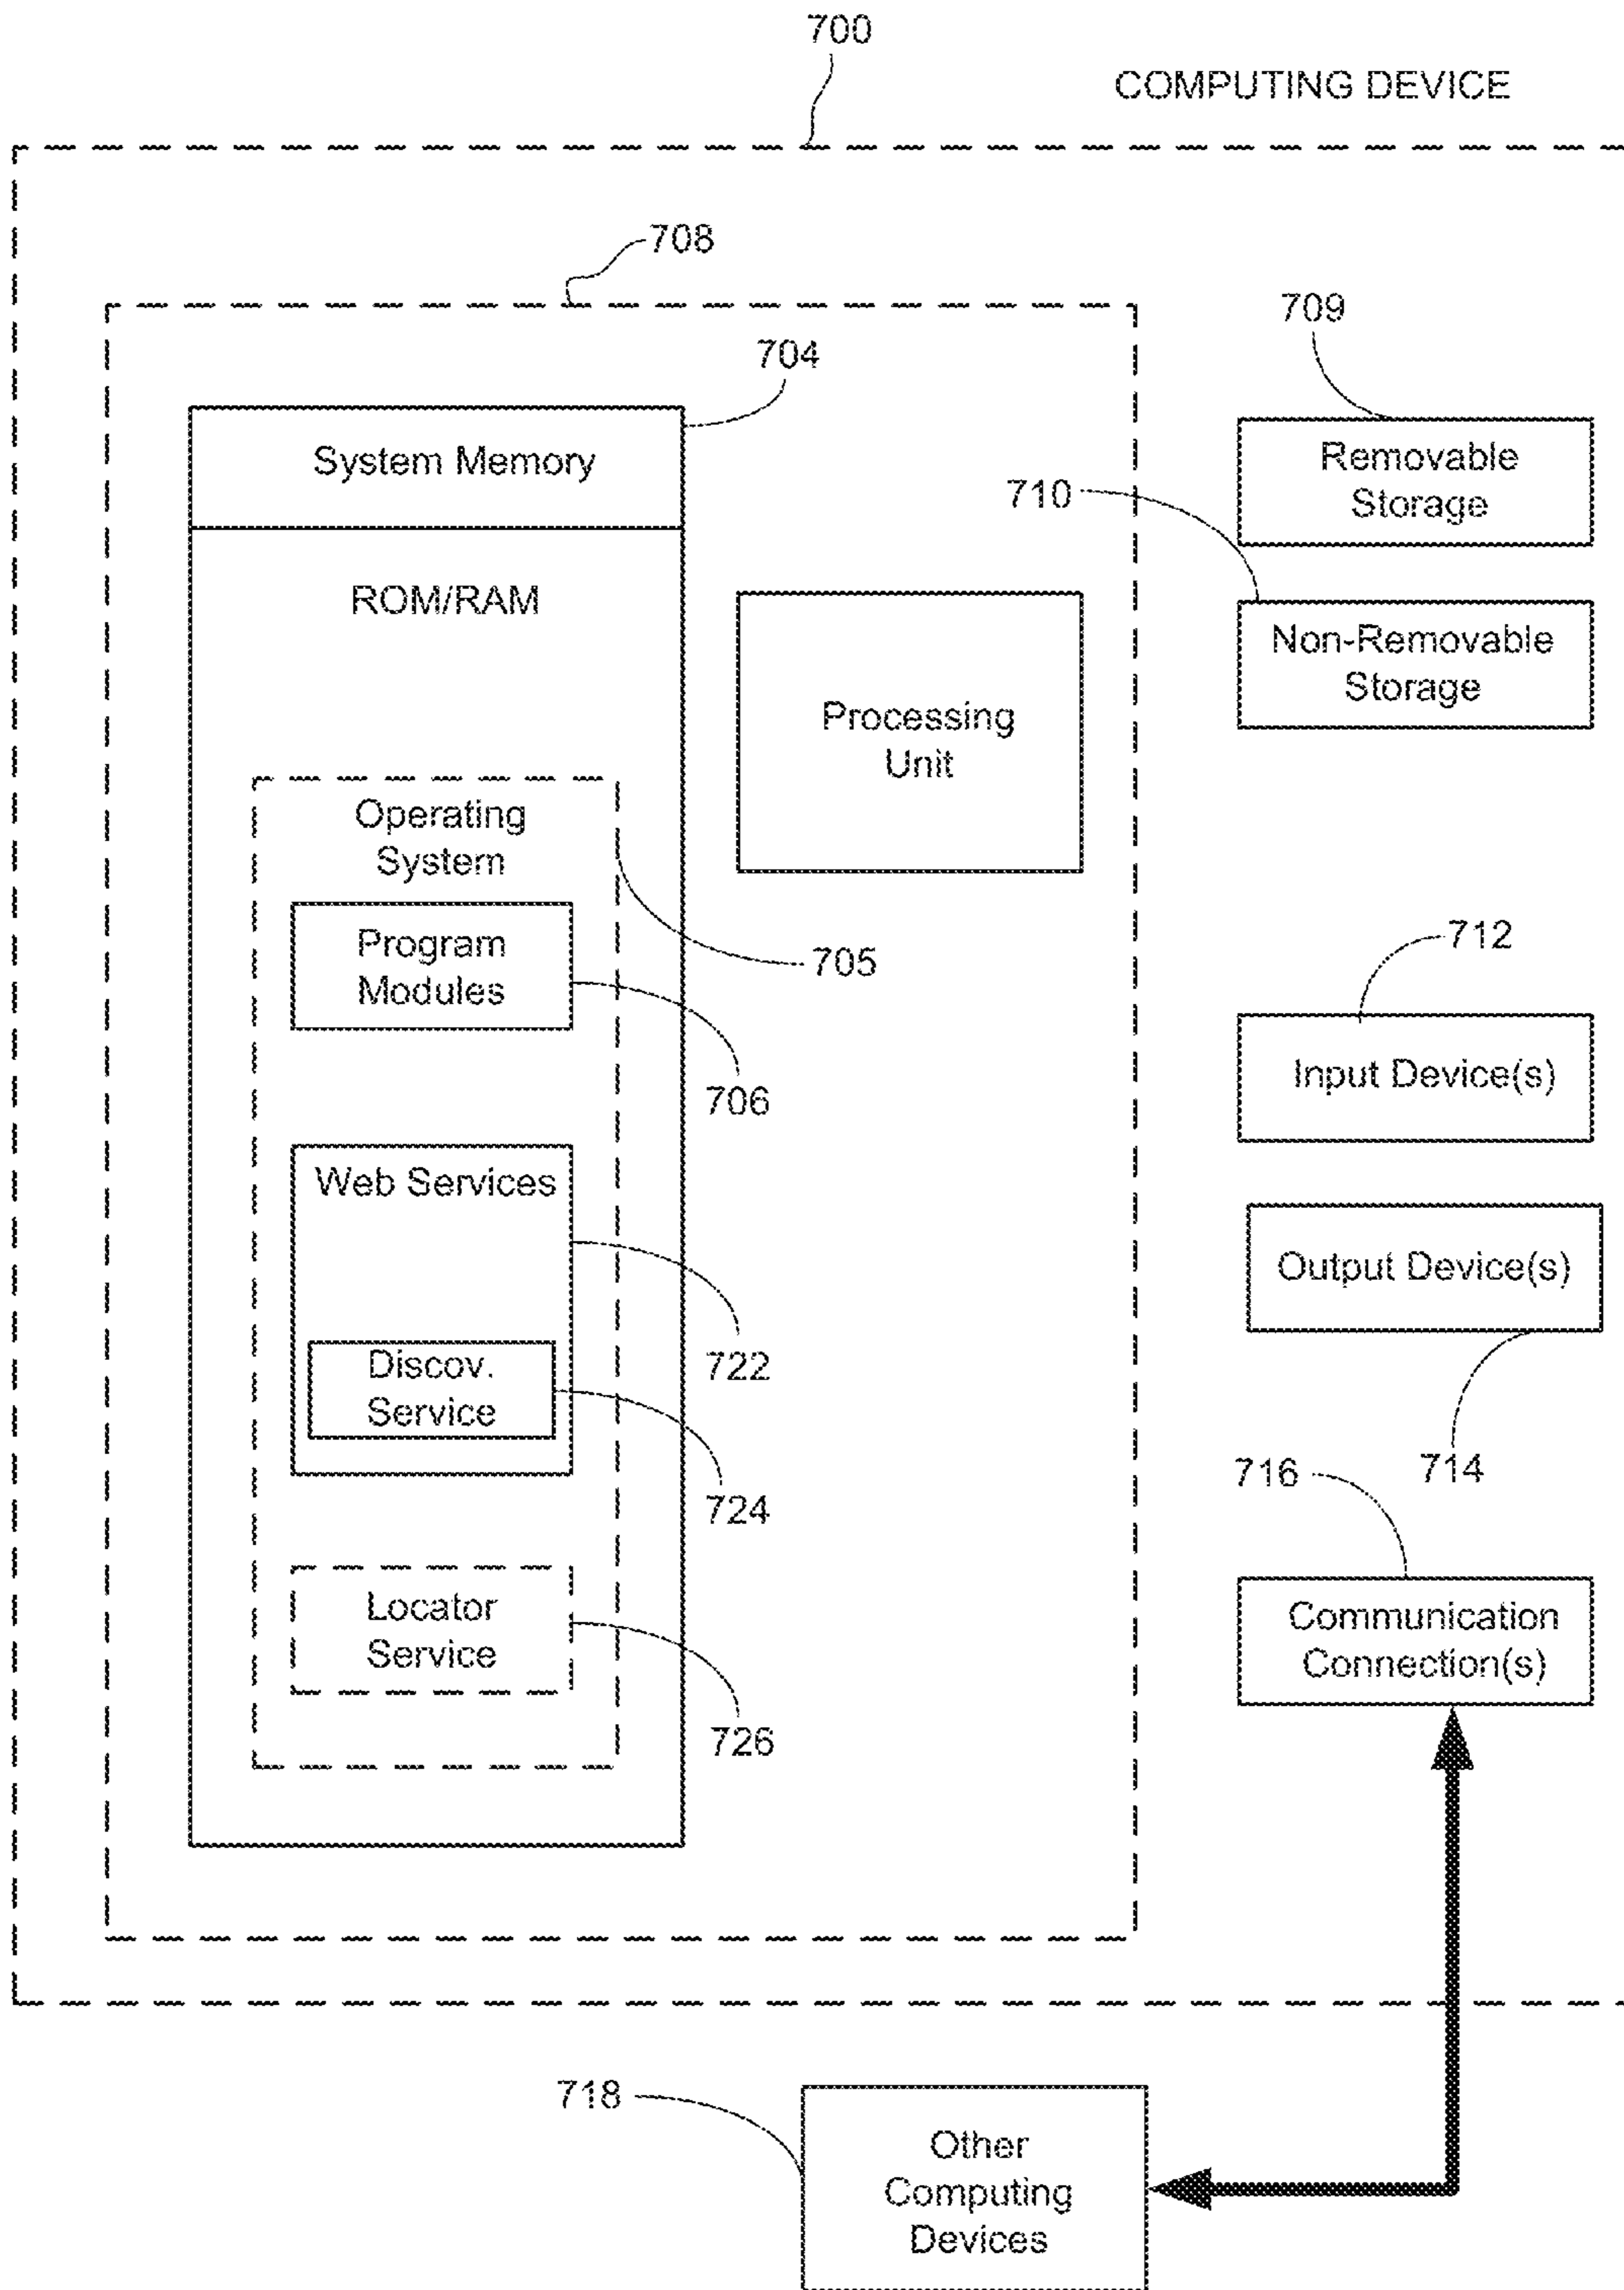 700
COMPUTING DEVICE
708
709
704
System Memory
Removable
Storage
710
ROM/RAM
Non-Removable
Storage
Processing
Unit
Operating
System
Program
Modules
705
706
712
Input Device(s)
Web Services
Output Device(s)
722
Discov.
Service
724
714
716
Locator
Service
726
Communication
Connection(s)
718
Other
Computing
Devices